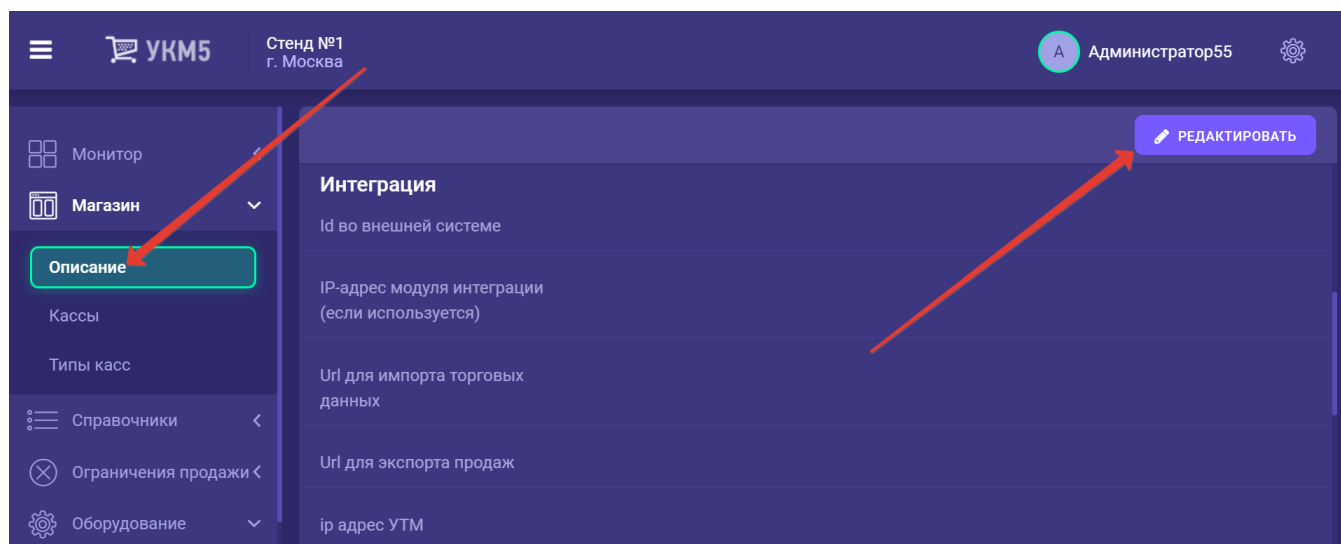 УКМ5
Стенд №1
г. Москва
А
Администратор55
Монитор
Магазин
Описание
Кассы
Типы касс
Справочники
Ограничения продажи
Оборудование
РЕДАКТИРОВАТЬ
Интеграция
Id во внешней системе
IP-адрес модуля интеграции
(если используется)
Url для импорта торговых
данных
Url для экспорта продаж
ip адрес УТМ